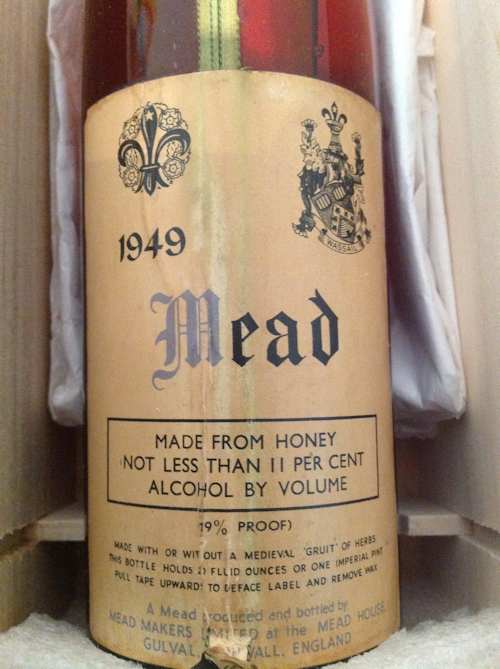 WASSAIL
1949
Mead
MADE FROM HONEY
NOT LESS THAN 11 PER CENT
ALCOHOL BY VOLUME
19% PROOF)
MADE WITH OR WITHOUT A MEDIEVAL 'GRUIT' OF HERBS
THIS BOTTLE HOLDS FLUID OUNCES OR ONE IMPERIAL PINT
PULL TAPE UPWARDS TO DEFACE LABEL AND REMOVE WAX
A Mead produced and bottled by
MEAD MAKERS LIMITED at the MEAD HOUSE
GULVAL, ENGLAND